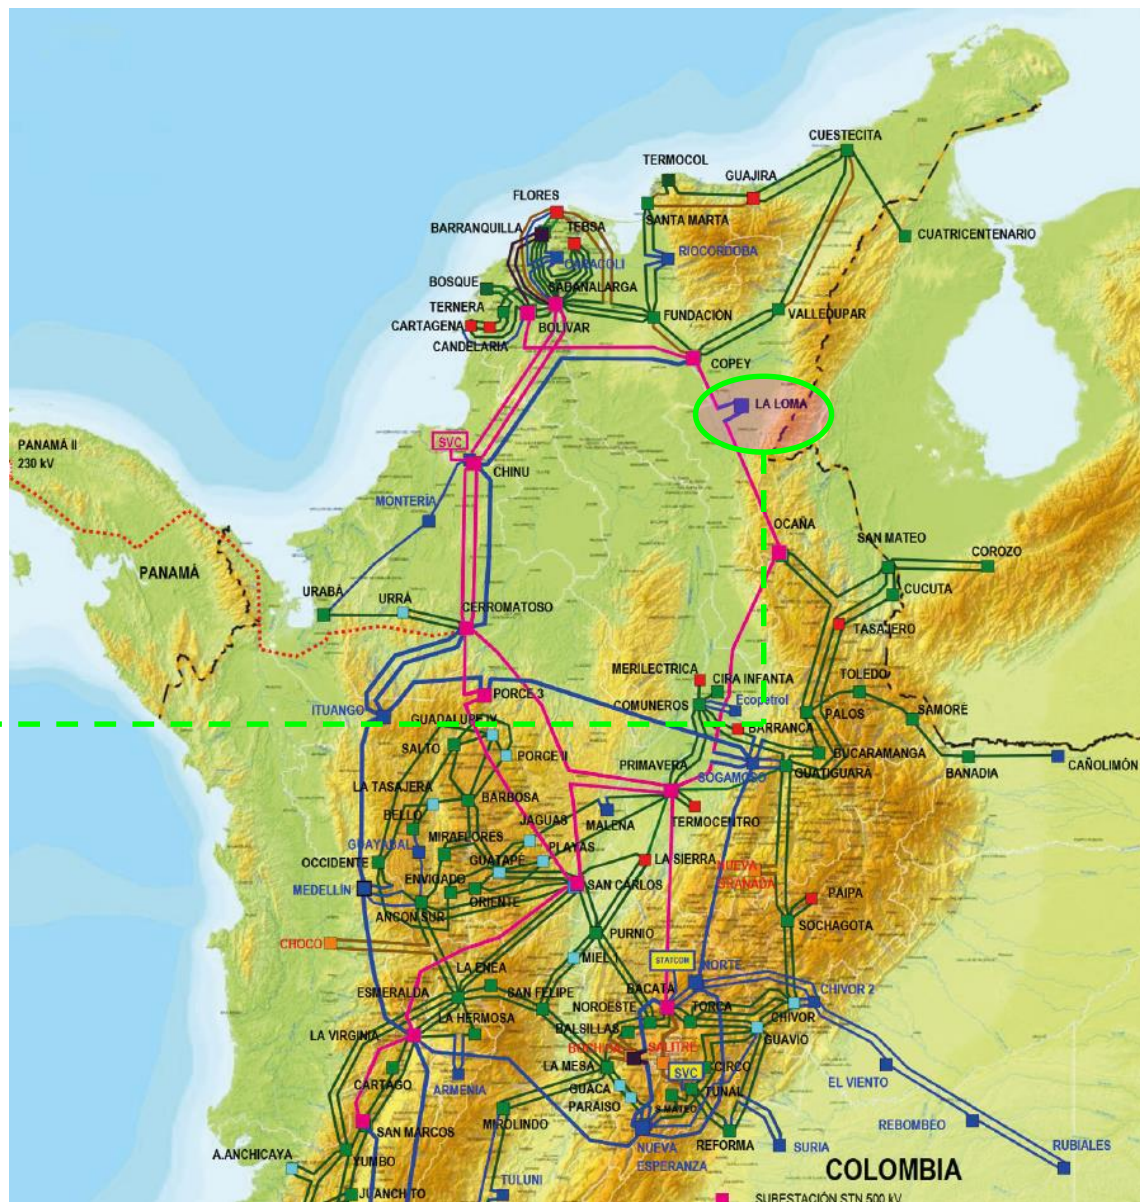 CUESTECITA
TERMOCOL
GUAJIRA
FLORES
SANTA MARTA
BARRANQUILLA
TEBSA
CUATRICENTENARIO
RIOCORDOBA
CARACOLI
BOSQUE
SABANALARGA
TERNERA
FUNDACIÓN
VALLEDUPAR
CARTAGENA
BOLIVAR
CANDELARIA
COPEY
LA LOMA
PANAMÁ II
230 kV
SVC
CHINU
MONTERÍA
OCAÑA
SAN MATEO
COROZO
PANAMÁ
URABÁ
URRÁ
CUCUTA
CERROMATOSO
TASAJERO
MERILECTRICA
CIRA INFANTA
TOLEDO
PORCE 3
COMUNEROS
Ecopetrol
ITUANGO
GUADALUPE IV
PALOS
SAMORÉ
BARRANCA
SALTO
PORCE II
BUCARAMANGA
PRIMAVERA
SOGAMOSO
GUATIGUARÁ
BANADIA
CAÑOLIMÓN
LA TASAJERA
BARBOSA
BELLO
JAGUAS
MALENA
TERMOCENTRO
MIRAFLORES
GUAYABAL
PLAYAS
OCCIDENTE
GUATAPÉ
LA SIERRA
ENVIGADO
NUEVA
GRANADA
MEDELLÍN
SAN CARLOS
PAIPA
ORIENTE
ANCON SUR
SOCHAGOTA
PURNIO
CHOCO
MIEL I
STATCOM
LA ENEA
NORTE
BACATÁ
ESMERALDA
SAN FELIPE
CHIVOR 2
NOROESTE
TORCA
CHIVOR
LA HERMOSA
LA VIRGINIA
BALSILLAS
GUAVIO
SALITRE
LA MESA
CIRCO
CARTAGO
SVC
EL VIENTO
ARMENIA
GUACA
TUNAL
PARAISO
S.MATEO
MIROLINDO
REBOMBEO
SAN MARCOS
REFORMA
A.ANCHICAYA
NUEVA
ESPERANZA
SURIA
RUBIALES
YUMBO
COLOMBIA
TULUNI
JUANCHITO
SUBESTACIÓN STN 500 kV